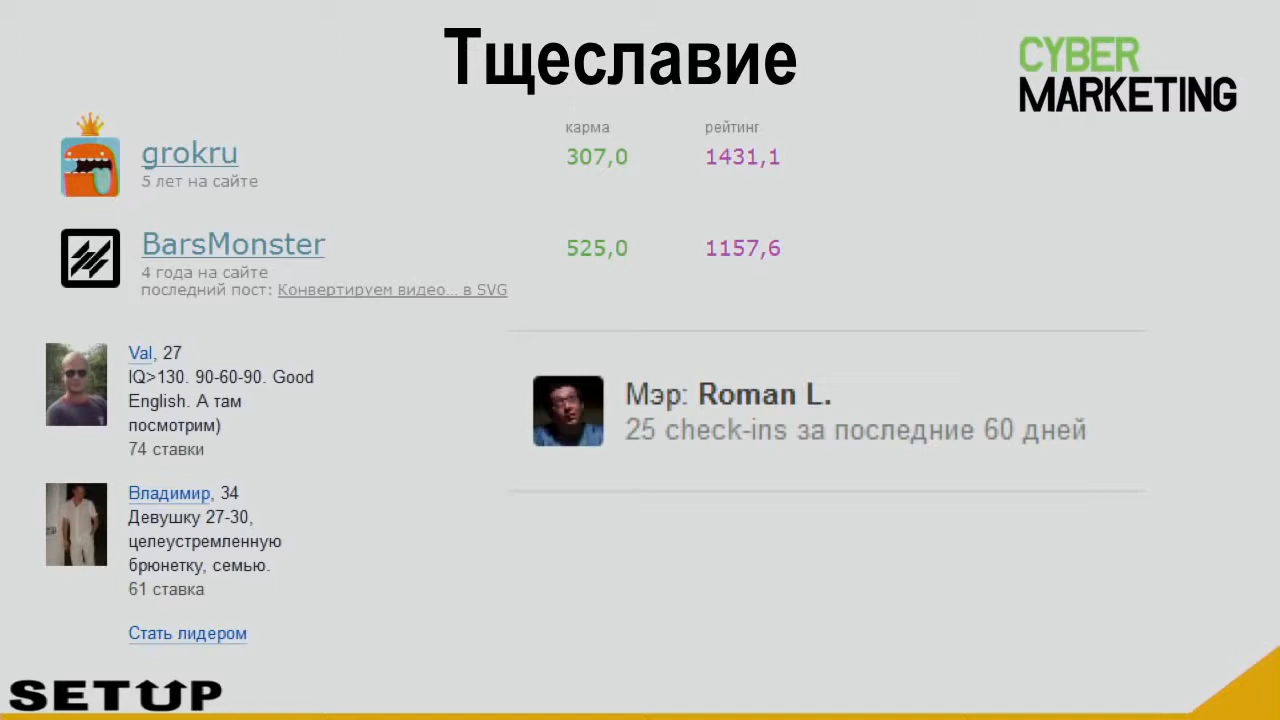 Тщеславие
CYBER
MARKETING
карма
рейтинг
grokru
307,0
1431,1
5 лет на сайте
BarsMonster
525,0
1157,6
4 года на сайте
последний пост: Конвертируем видео... в SVG
Val, 27
IQ>130. 90-60-90. Good
English. А там
посмотрим)
74 ставки
Мэр: Roman L.
25 check-ins за последние 60 дней
Владимир, 34
Девушку 27-30,
целеустремленную
брюнетку, семью.
61 ставка
Стать лидером
SETUP